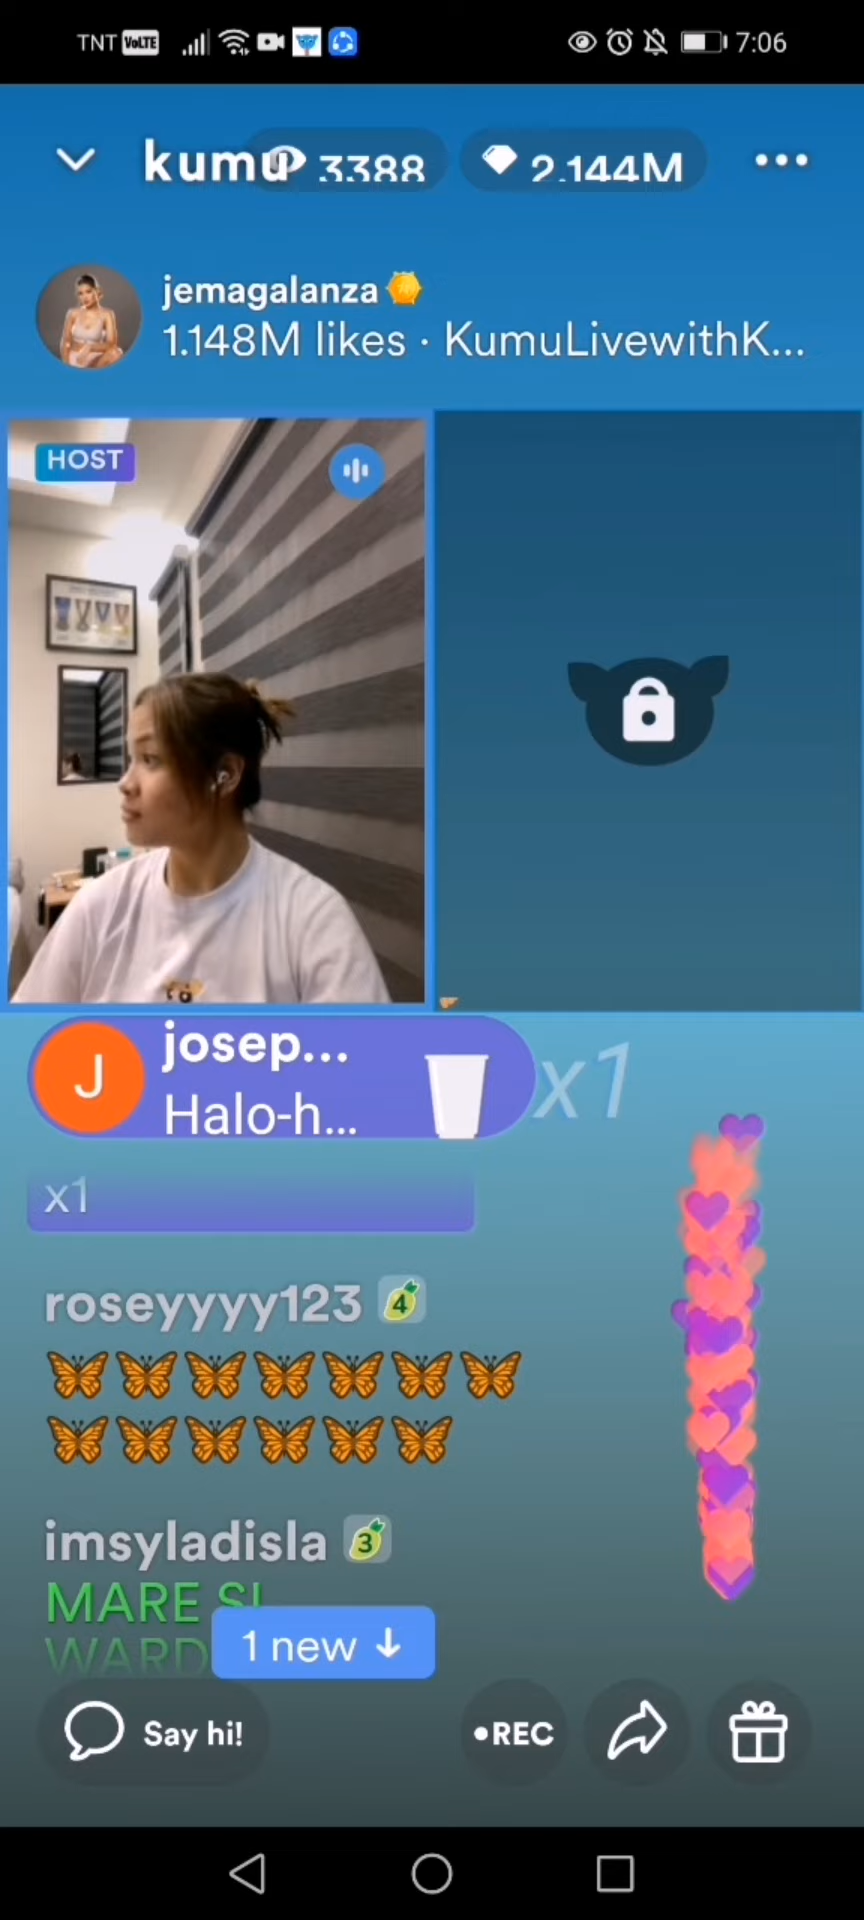 TNT VoLTE 7:06
kumu 3388 2.144M
jemagalanza
1.148M likes · KumuLivewithK...
HOST
josep...
Halo-h...
x1
x1
roseyyyy123 4
imsyladisla 3
MARE SI
WARD
1 new ↓
Say hi!
•REC